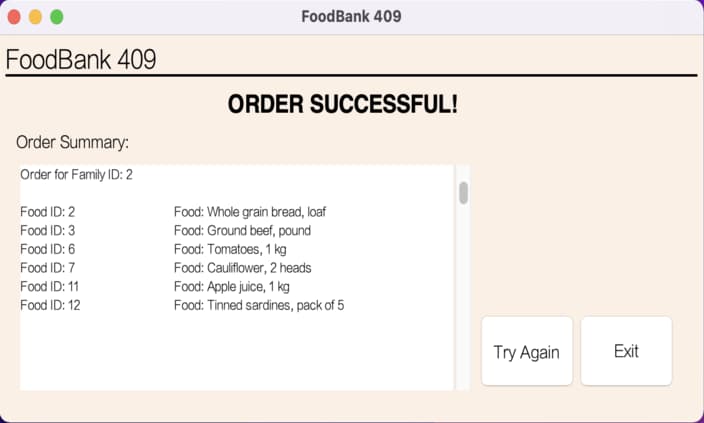 FoodBank 409
FoodBank 409
ORDER SUCCESSFUL!
Order Summary:
Order for Family ID: 2
Food ID: 2 Food: Whole grain bread, loaf
Food ID: 3 Food: Ground beef, pound
Food ID: 6 Food: Tomatoes, 1 kg
Food ID: 7 Food: Cauliflower, 2 heads
Food ID: 11 Food: Apple juice, 1 kg
Food ID: 12 Food: Tinned sardines, pack of 5
Try Again Exit